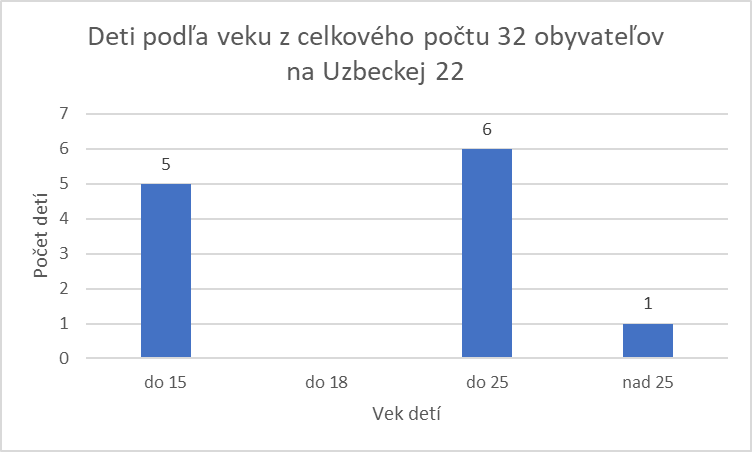 Deti podľa veku z celkového počtu 32 obyvateľov
na Uzbeckej 22
Počet detí
7
6
5
4
3
2
1
0
5
6
1
do 15
do 18
do 25
nad 25
Vek detí